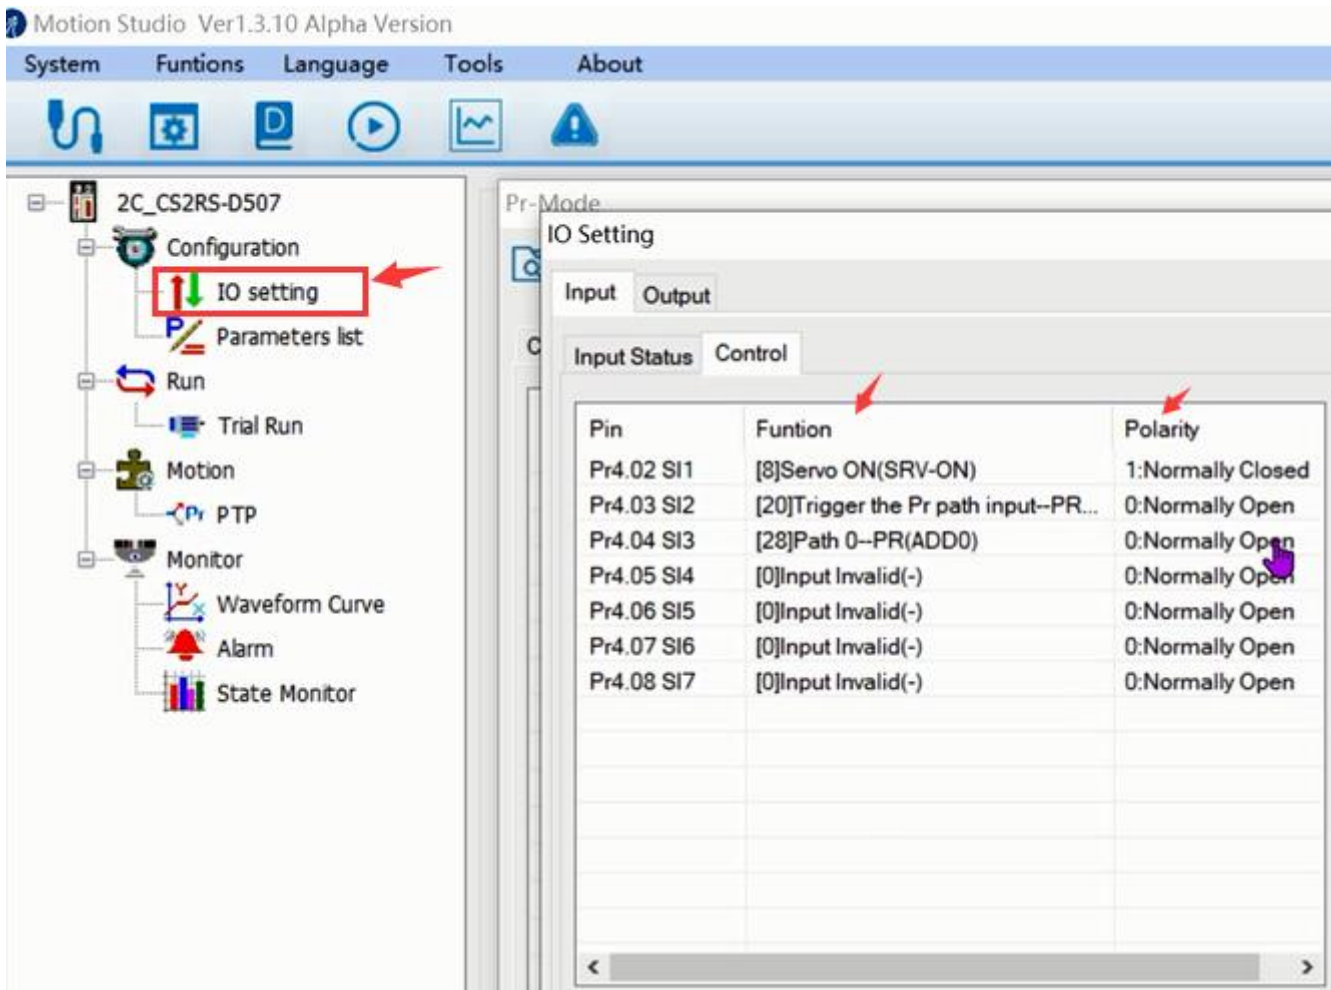 Motion Studio Ver1.3.10 Alpha Version
System Funtions Language Tools About
2C_CS2RS-D507
Configuration
IO setting
Parameters list
Run
Trial Run
Motion
PTP
Monitor
Waveform Curve
Alarm
State Monitor
Pr-Mode
IO Setting
Input Output
Input Status Control
Pin Funtion Polarity
Pr4.02 SI1 [8]Servo ON(SRV-ON) 1:Normally Closed
Pr4.03 SI2 [20]Trigger the Pr path input--PR... 0:Normally Open
Pr4.04 SI3 [28]Path 0--PR(ADD0) 0:Normally Open
Pr4.05 SI4 [0]Input Invalid(-) 0:Normally Open
Pr4.06 SI5 [0]Input Invalid(-) 0:Normally Open
Pr4.07 SI6 [0]Input Invalid(-) 0:Normally Open
Pr4.08 SI7 [0]Input Invalid(-) 0:Normally Open